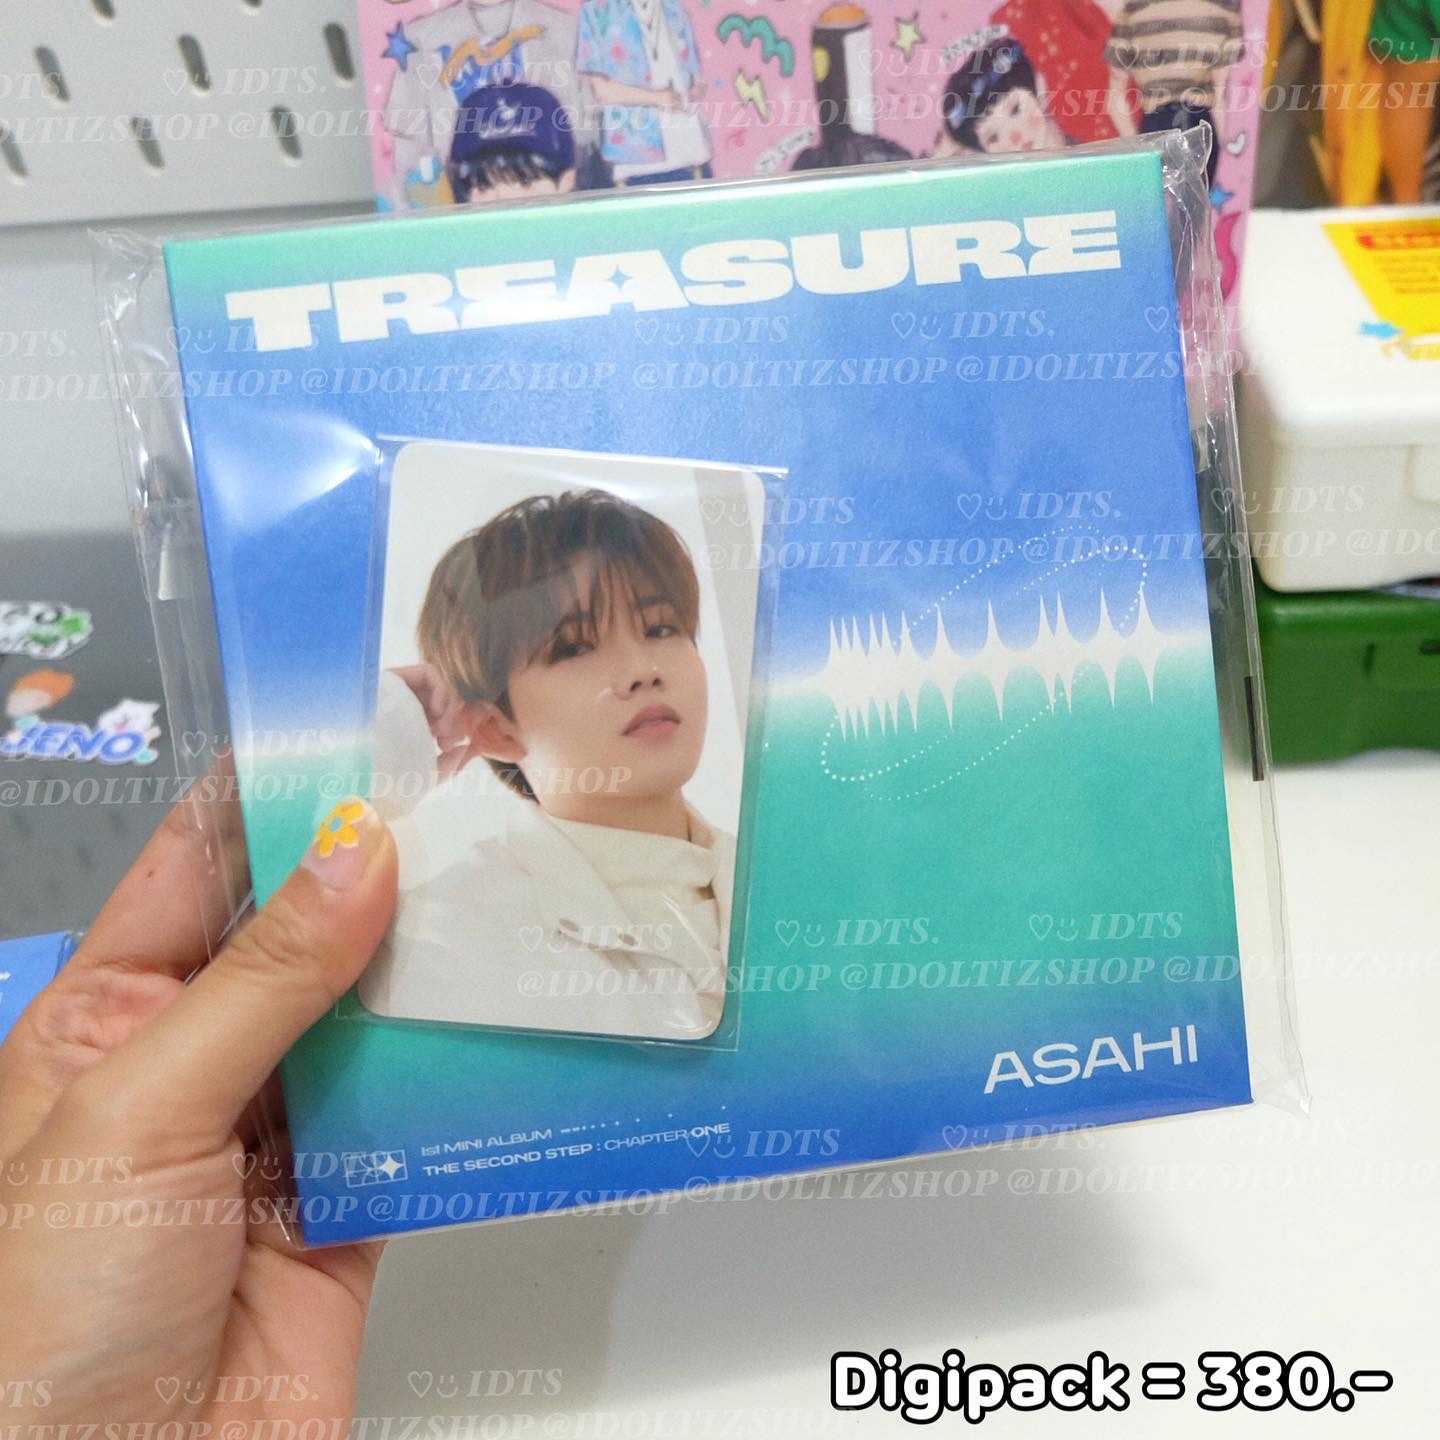 TREASURE
ASAHI
1st MINI ALBUM
THE SECOND STEP : CHAPTER ONE
JENO
♡ IDTS.
@IDOLTIZSHOP
Digipack = 380.-